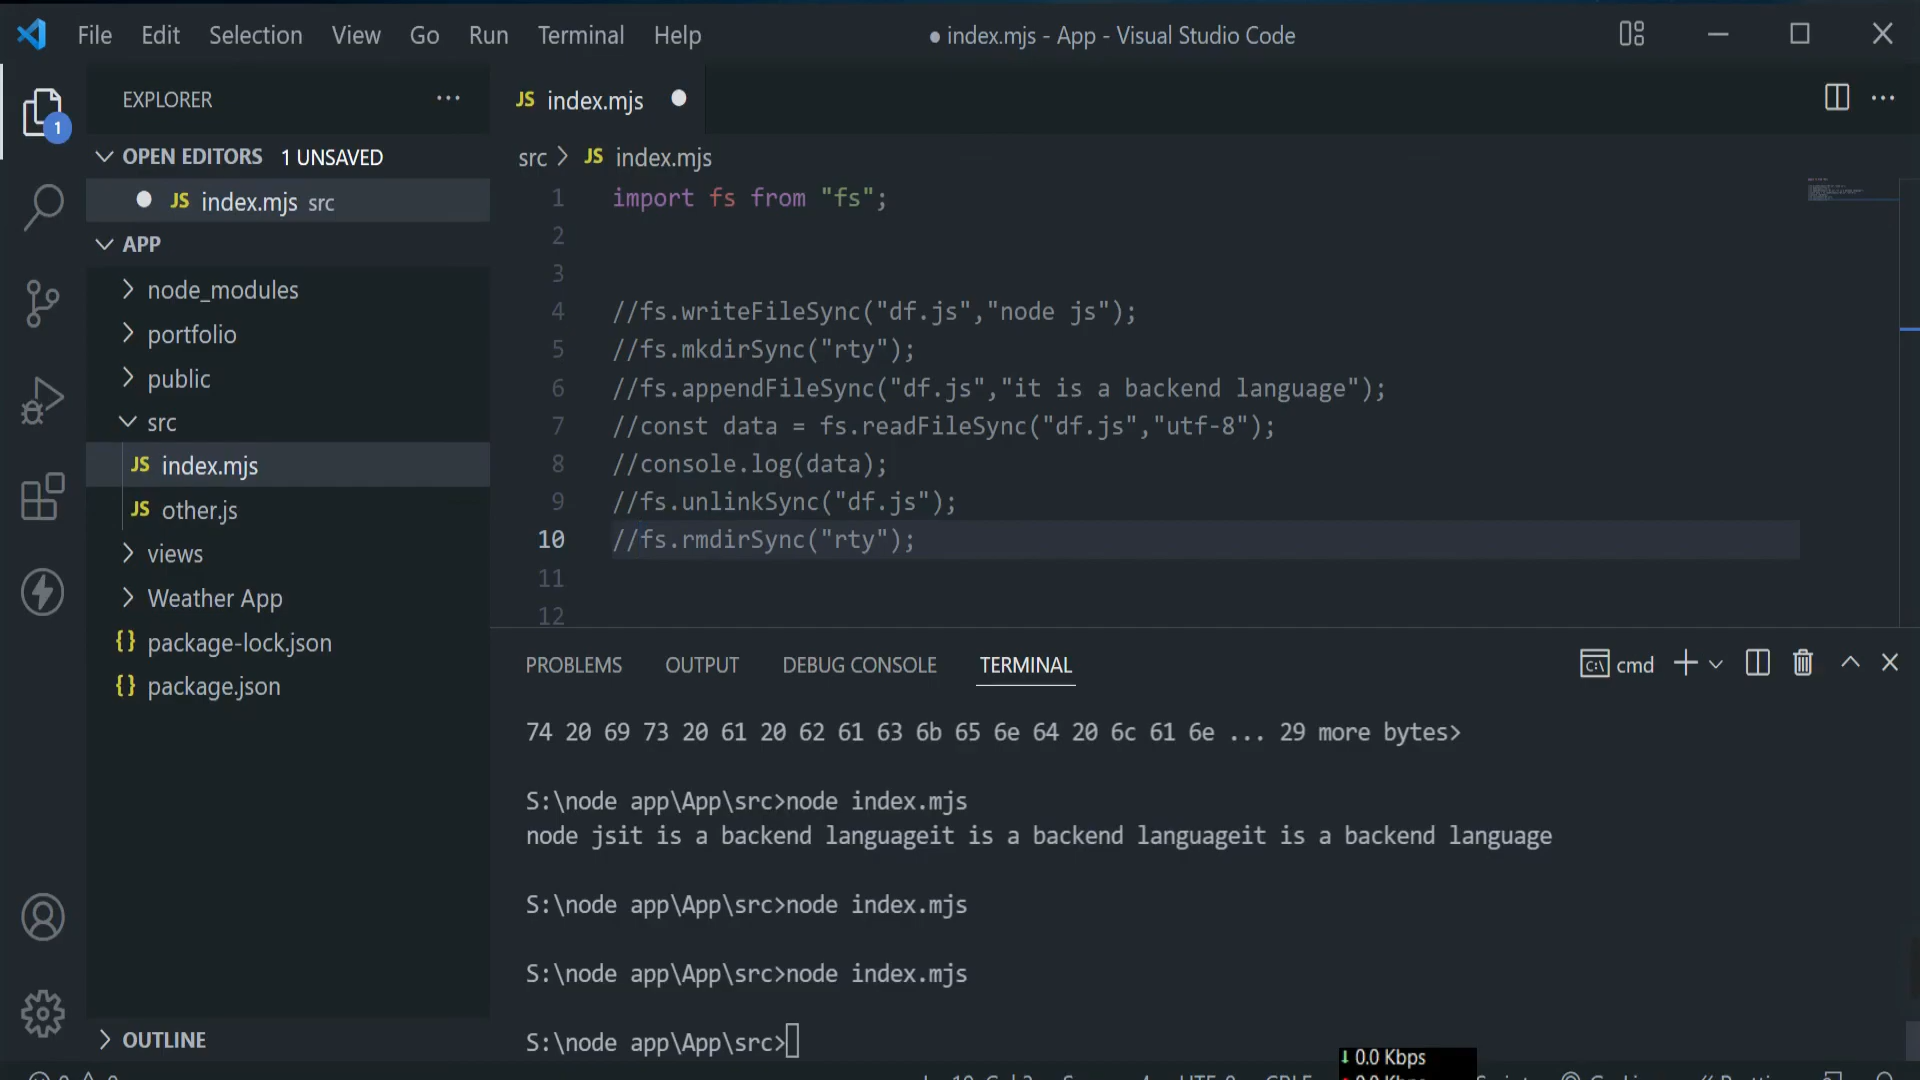 File Edit Selection View Go Run Terminal Help
● index.mjs - App - Visual Studio Code
EXPLORER
JS index.mjs
1
OPEN EDITORS 1 UNSAVED
JS index.mjs src
APP
node_modules
portfolio
public
src
JS index.mjs
JS other.js
views
Weather App
{} package-lock.json
{} package.json
OUTLINE
src > JS index.mjs
1 import fs from "fs";
2
3
4 //fs.writeFileSync("df.js","node js");
5 //fs.mkdirSync("rty");
6 //fs.appendFileSync("df.js","it is a backend language");
7 //const data = fs.readFileSync("df.js","utf-8");
8 //console.log(data);
9 //fs.unlinkSync("df.js");
10 //fs.rmdirSync("rty");
11
12
PROBLEMS OUTPUT DEBUG CONSOLE TERMINAL
cmd
74 20 69 73 20 61 20 62 61 63 6b 65 6e 64 20 6c 61 6e ... 29 more bytes>
S:\node app\App\src>node index.mjs
node jsit is a backend languageit is a backend languageit is a backend language
S:\node app\App\src>node index.mjs
S:\node app\App\src>node index.mjs
S:\node app\App\src>
0.0 Kbps